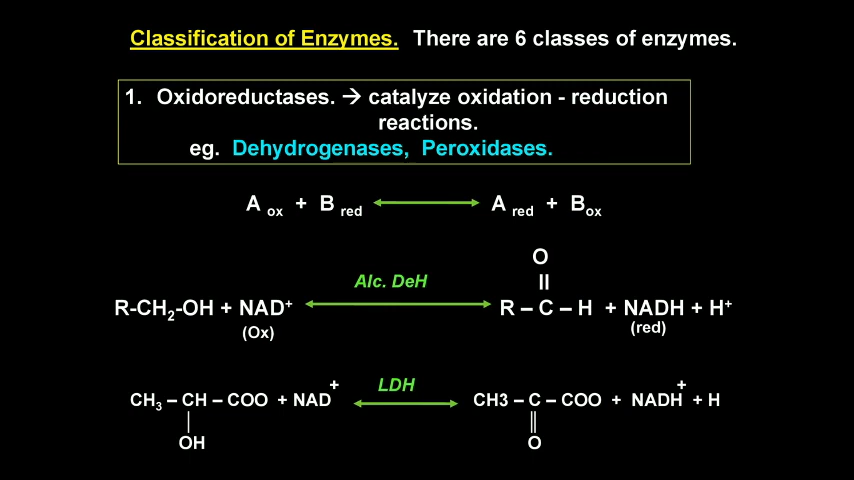 Classification of Enzymes. There are 6 classes of enzymes.
1. Oxidoreductases. → catalyze oxidation - reduction
reactions.
eg. Dehydrogenases, Peroxidases.
A ox + B red ⟷ A red + Box
O
Alc. DeH
||
R-CH2-OH + NAD+ ⟷ R – C – H + NADH + H+
(Ox) (red)
LDH
+ +
CH3 – CH – COO + NAD ⟷ CH3 – C – COO + NADH + H
| ||
OH O